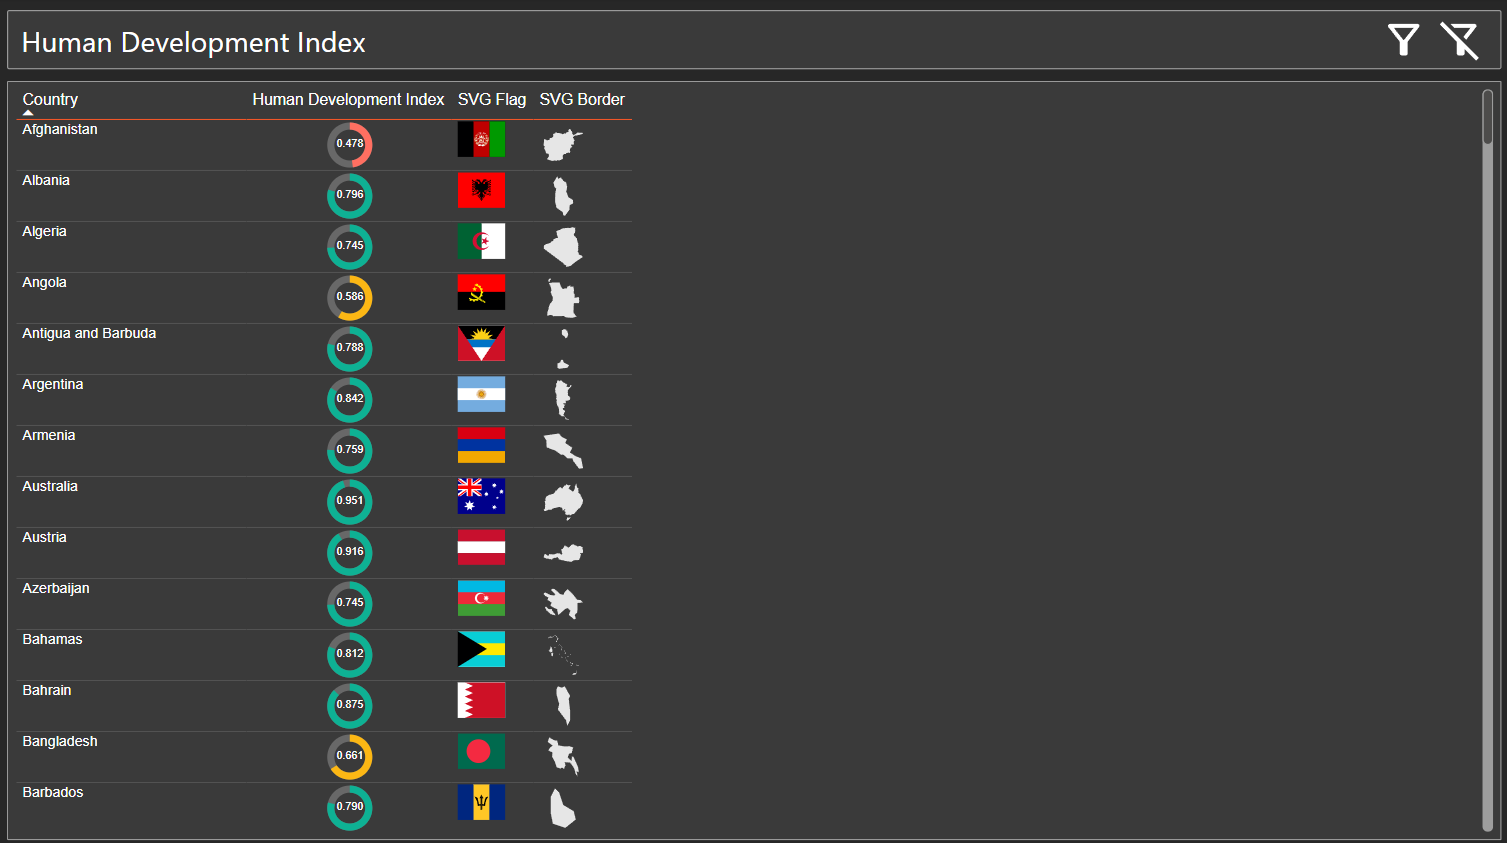 Human Development Index
Country Human Development Index SVG Flag SVG Border
Afghanistan 0.478
Albania 0.796
Algeria 0.745
Angola 0.586
Antigua and Barbuda 0.788
Argentina 0.842
Armenia 0.759
Australia 0.951
Austria 0.916
Azerbaijan 0.745
Bahamas 0.812
Bahrain 0.875
Bangladesh 0.661
Barbados 0.790